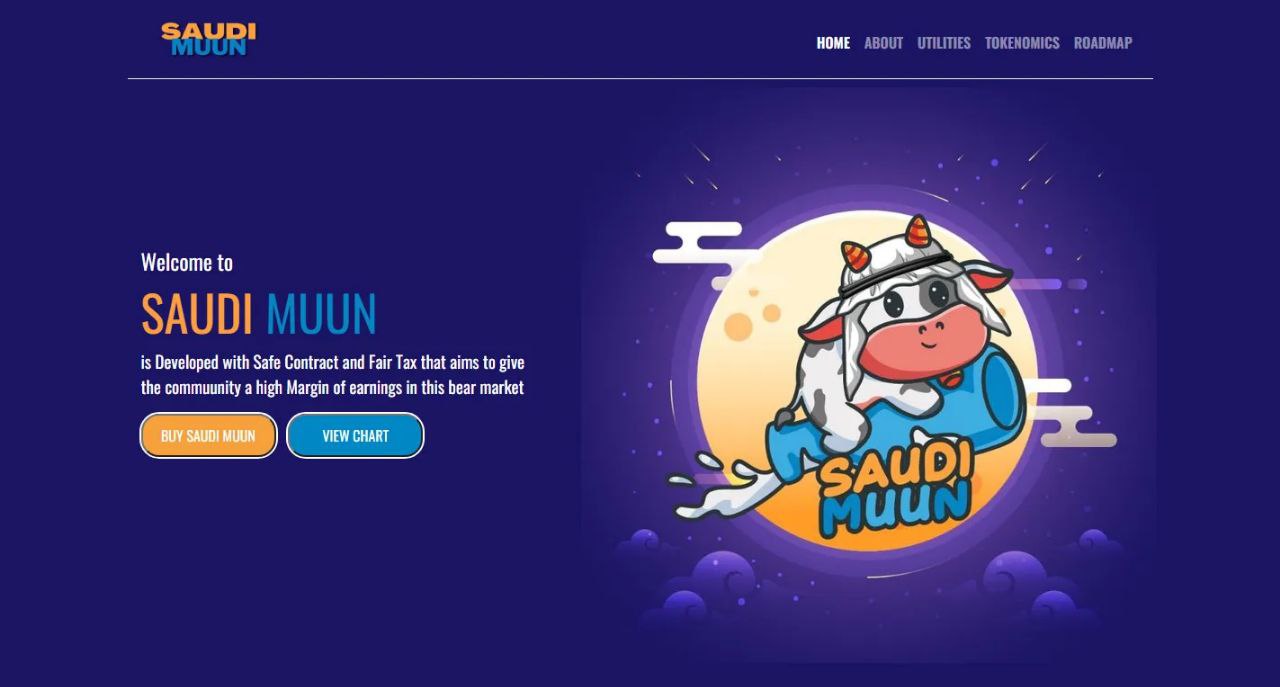 SAUDI
MUUN
HOME ABOUT UTILITIES TOKENOMICS ROADMAP
Welcome to
SAUDI MUUN
is Developed with Safe Contract and Fair Tax that aims to give
the commuunity a high Margin of earnings in this bear market
BUY SAUDI MUUN VIEW CHART
SAUDI
MUUN